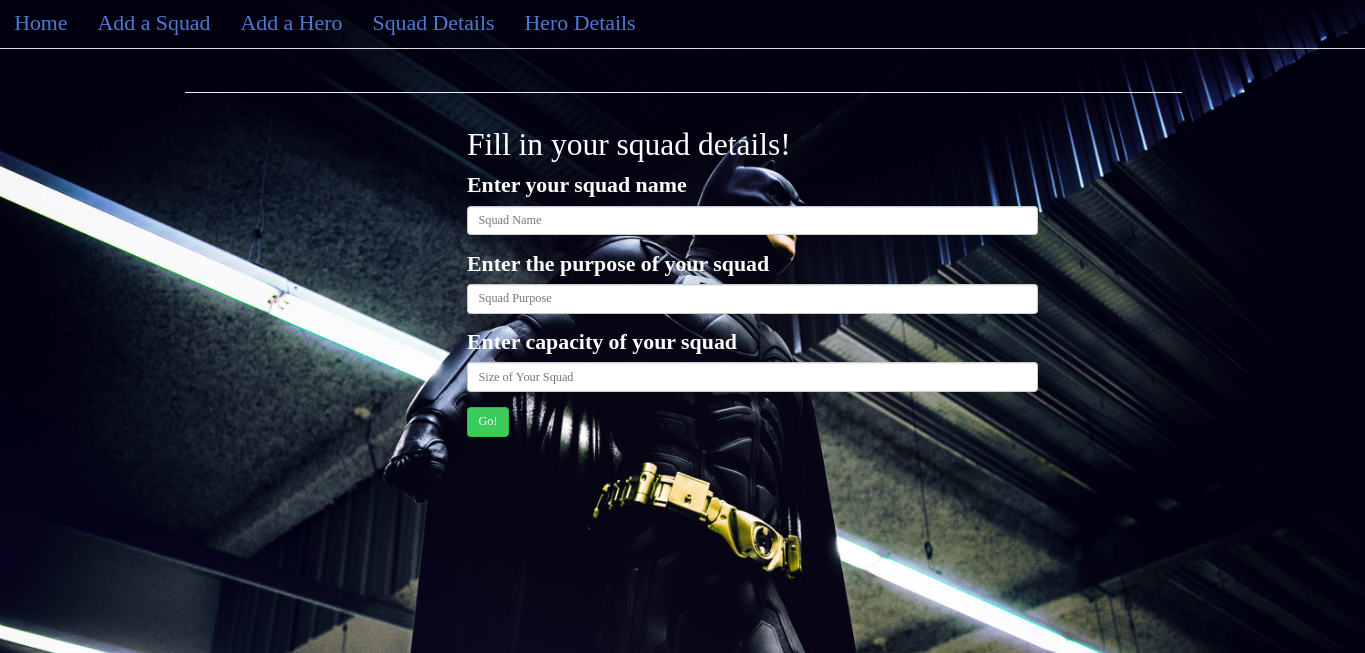 Home Add a Squad Add a Hero Squad Details Hero Details
Fill in your squad details!
Enter your squad name
Squad Name
Enter the purpose of your squad
Squad Purpose
Enter capacity of your squad
Size of Your Squad
Go!